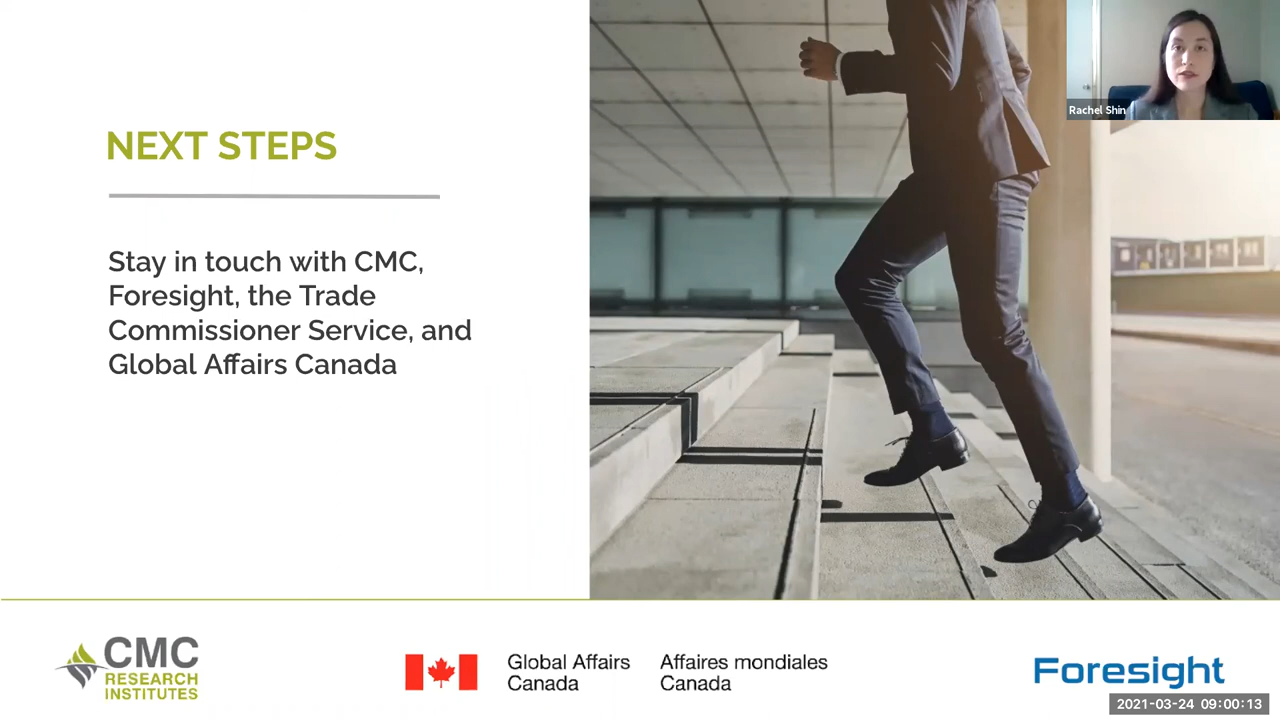 Rachel Shin
NEXT STEPS
Stay in touch with CMC,
Foresight, the Trade
Commissioner Service, and
Global Affairs Canada
CMC
RESEARCH
INSTITUTES
Global Affairs
Canada
Affaires mondiales
Canada
Foresight
2021-03-24 09:00:13